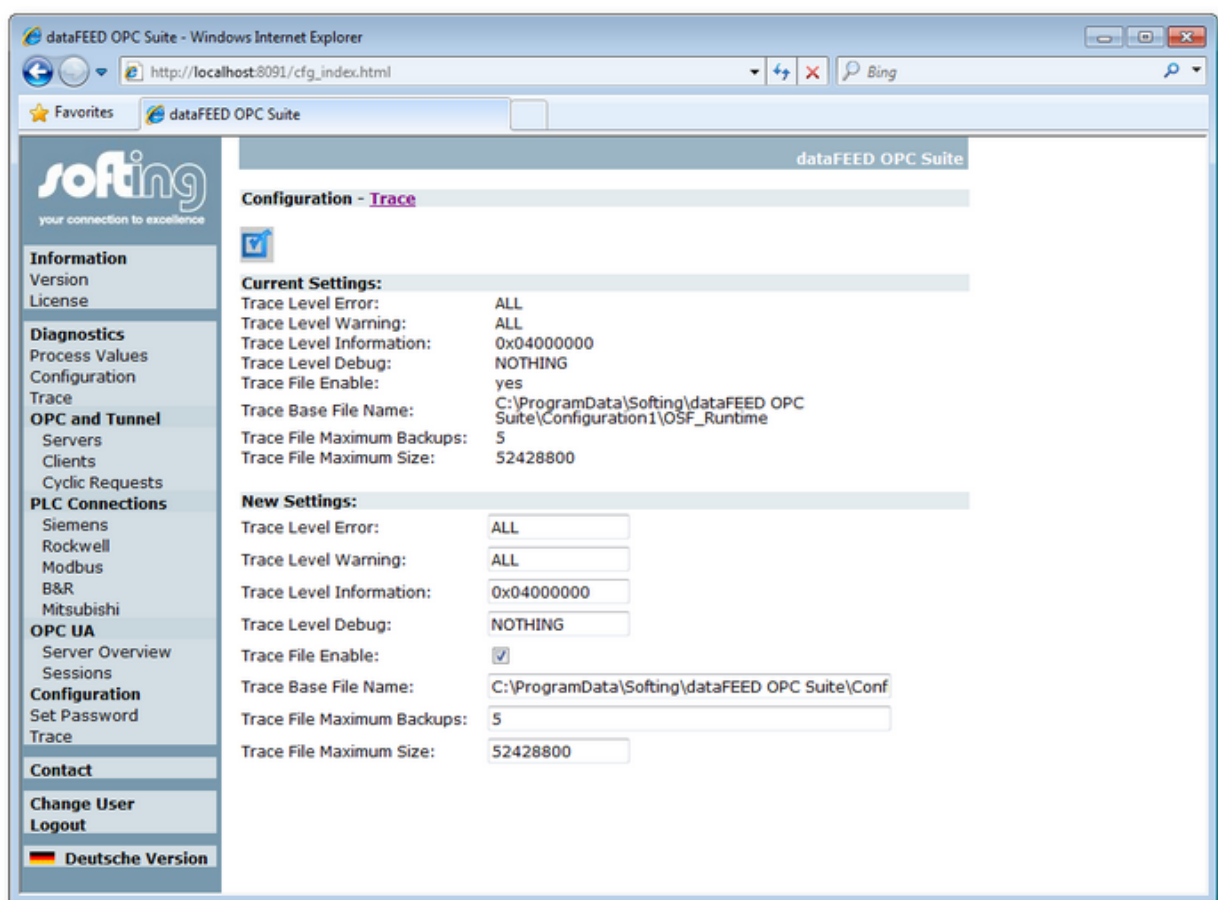 dataFEED OPC Suite - Windows Internet Explorer
http://localhost:8091/cfg_index.html
Bing
Favorites
dataFEED OPC Suite
softing
your connection to excellence
Information
Version
License
Diagnostics
Process Values
Configuration
Trace
OPC and Tunnel
Servers
Clients
Cyclic Requests
PLC Connections
Siemens
Rockwell
Modbus
B&R
Mitsubishi
OPC UA
Server Overview
Sessions
Configuration
Set Password
Trace
Contact
Change User
Logout
Deutsche Version
dataFEED OPC Suite
Configuration - Trace
Current Settings:
Trace Level Error: ALL
Trace Level Warning: ALL
Trace Level Information: 0x04000000
Trace Level Debug: NOTHING
Trace File Enable: yes
Trace Base File Name: C:\ProgramData\Softing\dataFEED OPC
Suite\Configuration1\OSF_Runtime
Trace File Maximum Backups: 5
Trace File Maximum Size: 52428800
New Settings:
Trace Level Error: ALL
Trace Level Warning: ALL
Trace Level Information: 0x04000000
Trace Level Debug: NOTHING
Trace File Enable:
Trace Base File Name: C:\ProgramData\Softing\dataFEED OPC Suite\Conf
Trace File Maximum Backups: 5
Trace File Maximum Size: 52428800